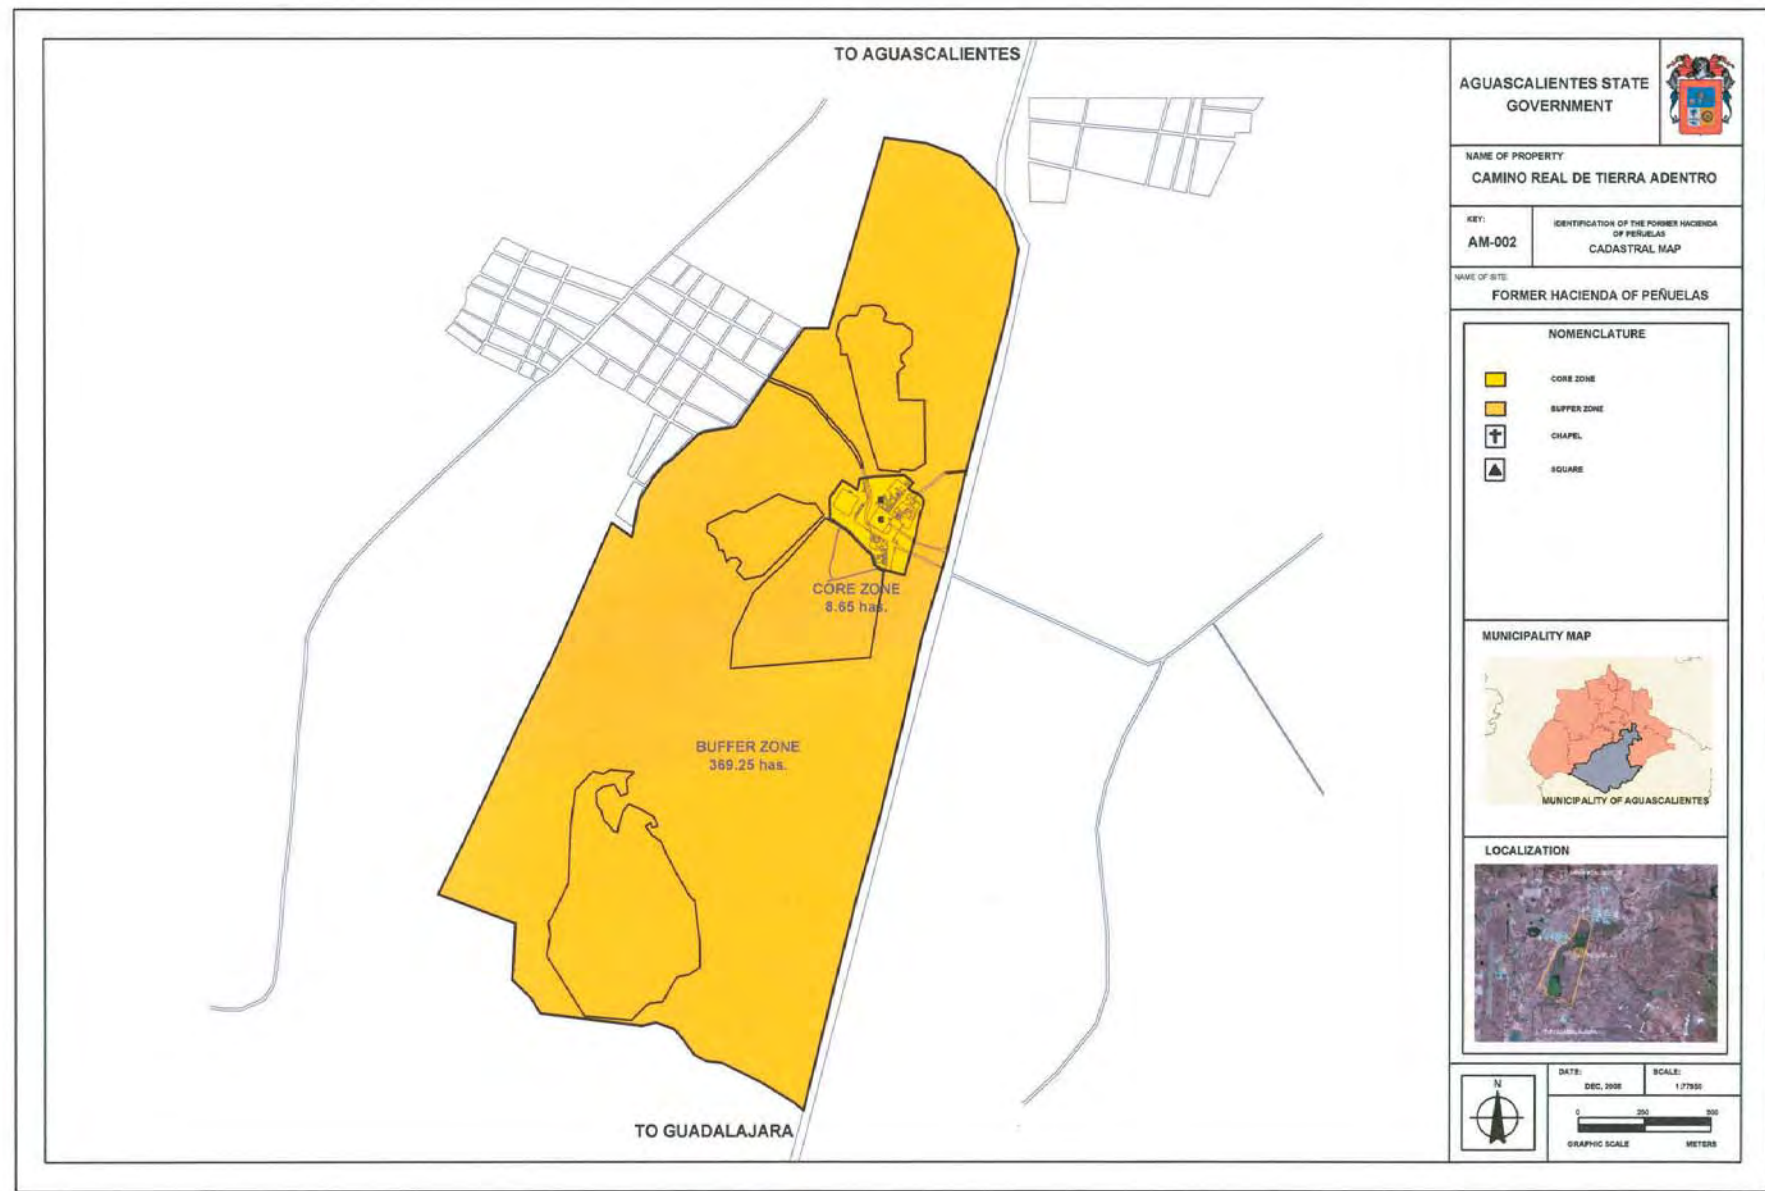 TO AGUASCALIENTES
CORE ZONE
8.65 has.
BUFFER ZONE
369.25 has.
TO GUADALAJARA
AGUASCALIENTES STATE
GOVERNMENT
NAME OF PROPERTY
CAMINO REAL DE TIERRA ADENTRO
KEY:
AM-002
IDENTIFICATION OF THE FORMER HACIENDA
OF PEÑUELAS
CADASTRAL MAP
NAME OF SITE:
FORMER HACIENDA OF PEÑUELAS
NOMENCLATURE
CORE ZONE
BUFFER ZONE
CHAPEL
SQUARE
MUNICIPALITY MAP
MUNICIPALITY OF AGUASCALIENTES
LOCALIZATION
N
DATE:
DEC,
SCALE:
0 250 500
GRAPHIC SCALE METERS